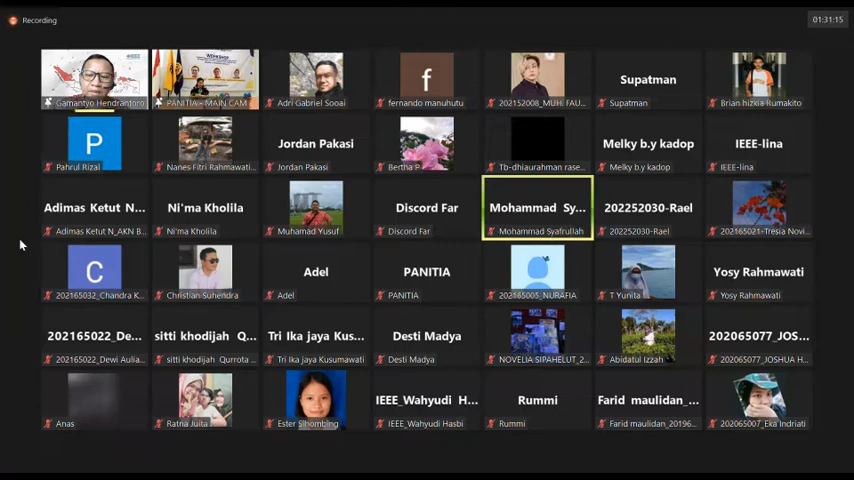 Recording
01:31:15
IEEE
Gamantyo Hendrantoro
WORKSHOP
PANITIA - MAIN CAM
Adri Gabriel Sooai
f
fernando manuhutu
202152008_MUH. FAU...
Supatman
Supatman
Brian hizkia Rumakito
P
Pahrul Rizal
Nanes Fitri Rahmawati...
Jordan Pakasi
Jordan Pakasi
Bertha P
Tb-dhiaurahman rase...
Melky b.y kadop
Melky b.y kadop
IEEE-lina
IEEE-lina
Adimas Ketut N...
Adimas Ketut N_AKN B...
Ni'ma Kholila
Ni'ma Kholila
Muhamad Yusuf
Discord Far
Discord Far
Mohammad Sy...
Mohammad Syafrullah
202252030-Rael
202252030-Rael
202165021-Tresia Novi...
C
202165032_Chandra K...
Christian Suhendra
Adel
Adel
PANITIA
PANITIA
202165005_NURAFIA
T Yunita
Yosy Rahmawati
Yosy Rahmawati
202165022_De...
202165022_Dewi Aulia...
sitti khodijah Q...
sitti khodijah Qurrota ...
Tri Ika jaya Kus...
Tri Ika jaya Kusumawati
Desti Madya
Desti Madya
NOVELIA SIPAHELUT_2...
Abidatul Izzah
202065077_JOS...
202065077_JOSHUA H...
Anas
Ratna Juita
Ester Sihombing
IEEE_Wahyudi H...
IEEE_Wahyudi Hasbi
Rummi
Rummi
Farid maulidan_...
Farid maulidan_20196...
202065007_Eka Indriati